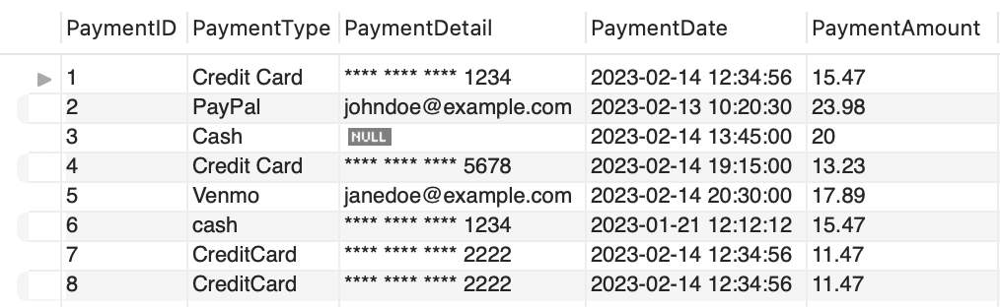 PaymentID PaymentType PaymentDetail PaymentDate PaymentAmount
1 Credit Card **** **** **** 1234 2023-02-14 12:34:56 15.47
2 PayPal johndoe@example.com 2023-02-13 10:20:30 23.98
3 Cash NULL 2023-02-14 13:45:00 20
4 Credit Card **** **** **** 5678 2023-02-14 19:15:00 13.23
5 Venmo janedoe@example.com 2023-02-14 20:30:00 17.89
6 cash **** **** **** 1234 2023-01-21 12:12:12 15.47
7 CreditCard **** **** **** 2222 2023-02-14 12:34:56 11.47
8 CreditCard **** **** **** 2222 2023-02-14 12:34:56 11.47